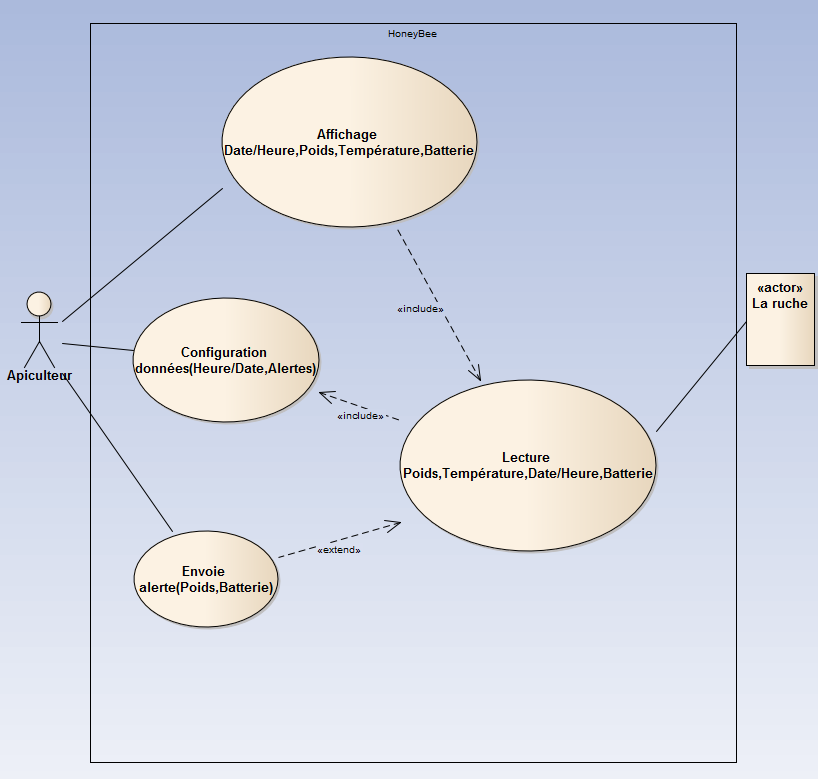 HoneyBee
Affichage
Date/Heure,Poids,Température,Batterie
«actor»
La ruche
«include»
Configuration
données(Heure/Date,Alertes)
Apiculteur
«include»
Lecture
Poids,Température,Date/Heure,Batterie
«extend»
Envoie
alerte(Poids,Batterie)